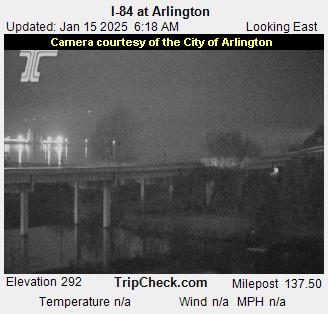 I-84 at Arlington
Updated: Jan 15 2025 6:18 AM Looking East
Camera courtesy of the City of Arlington
Elevation 292 TripCheck.com Milepost 137.50
Temperature n/a Wind n/a MPH n/a